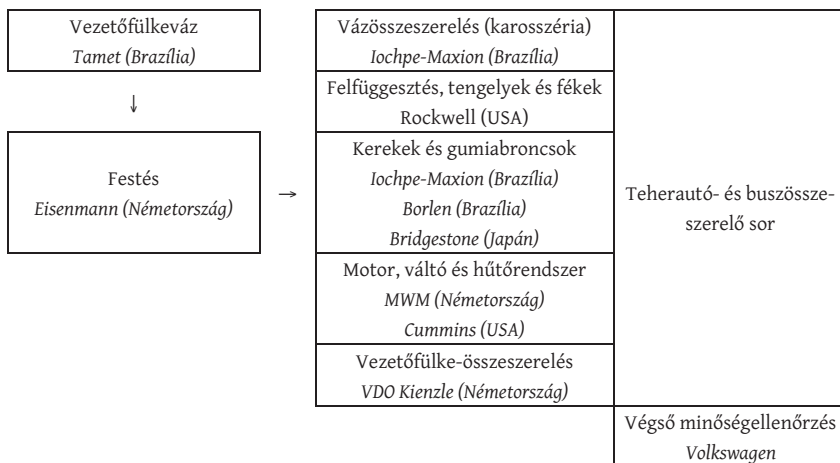 Vezetőfülkeváz
Tamet (Brazília)
↓
Festés
Eisenmann (Németország)
→
Vázösszeszerelés (karosszéria)
Iochpe-Maxion (Brazília)
Felfüggesztés, tengelyek és fékek
Rockwell (USA)
Kerekek és gumiabroncsok
Iochpe-Maxion (Brazília)
Borlen (Brazília)
Bridgestone (Japán)
Motor, váltó és hűtőrendszer
MWM (Németország)
Cummins (USA)
Vezetőfülke-összeszerelés
VDO Kienzle (Németország)
Teherautó- és buszössze-
szerelő sor
Végső minőségellenőrzés
Volkswagen